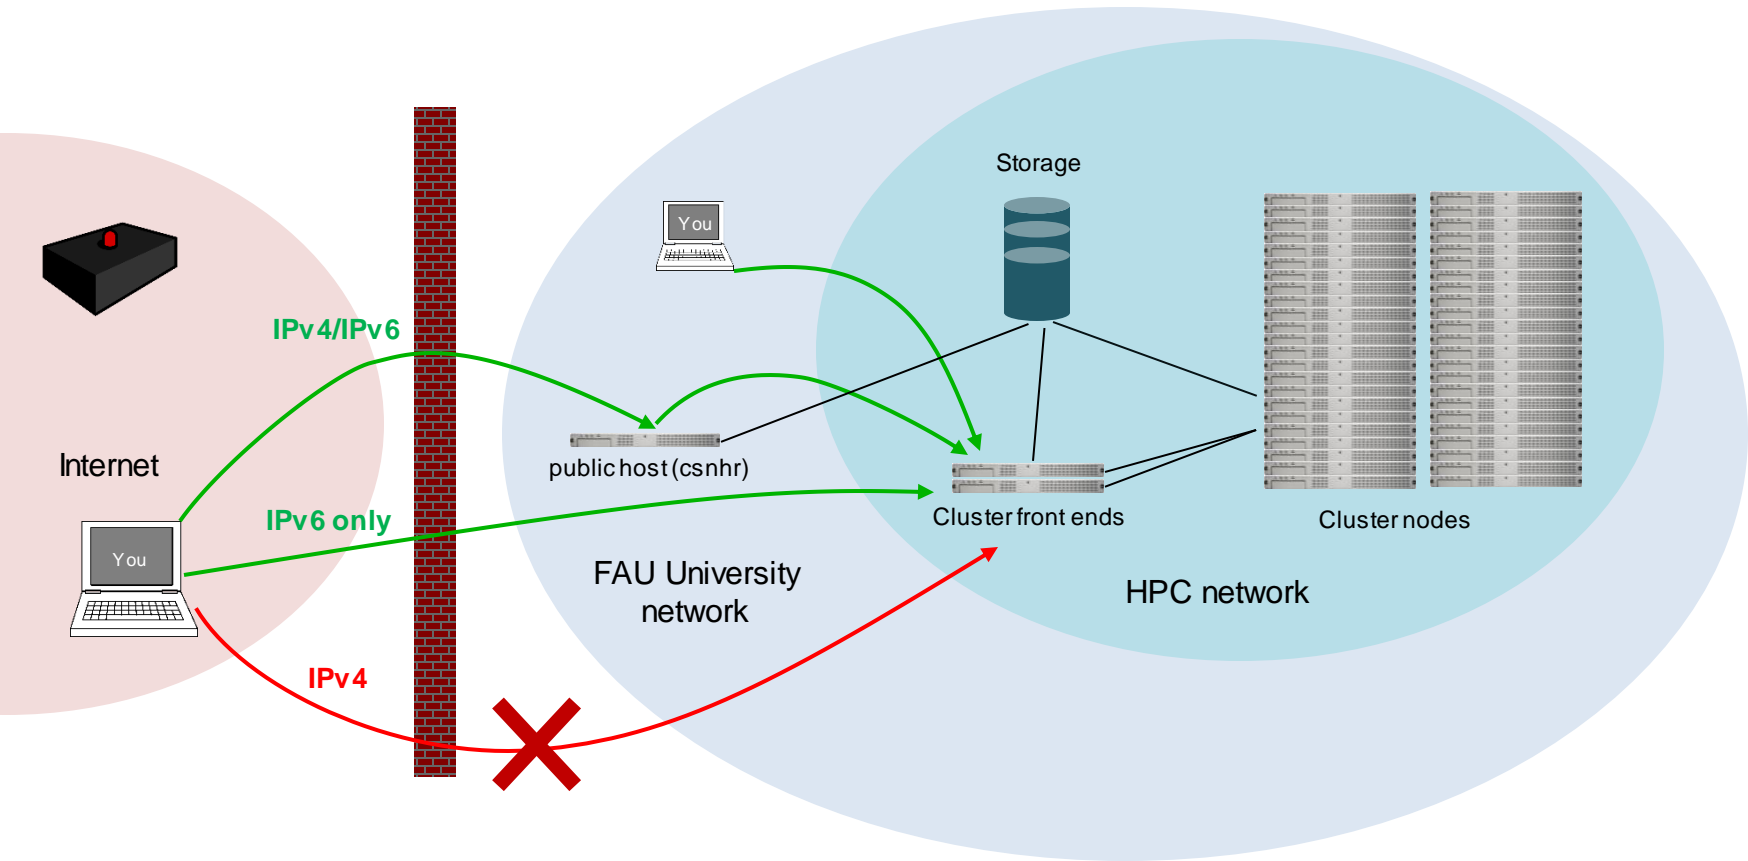 Storage
You
IPv4/IPv6
Internet
public host (csnhr)
IPv6 only
Cluster front ends
Cluster nodes
You
FAU University
network
HPC network
IPv4